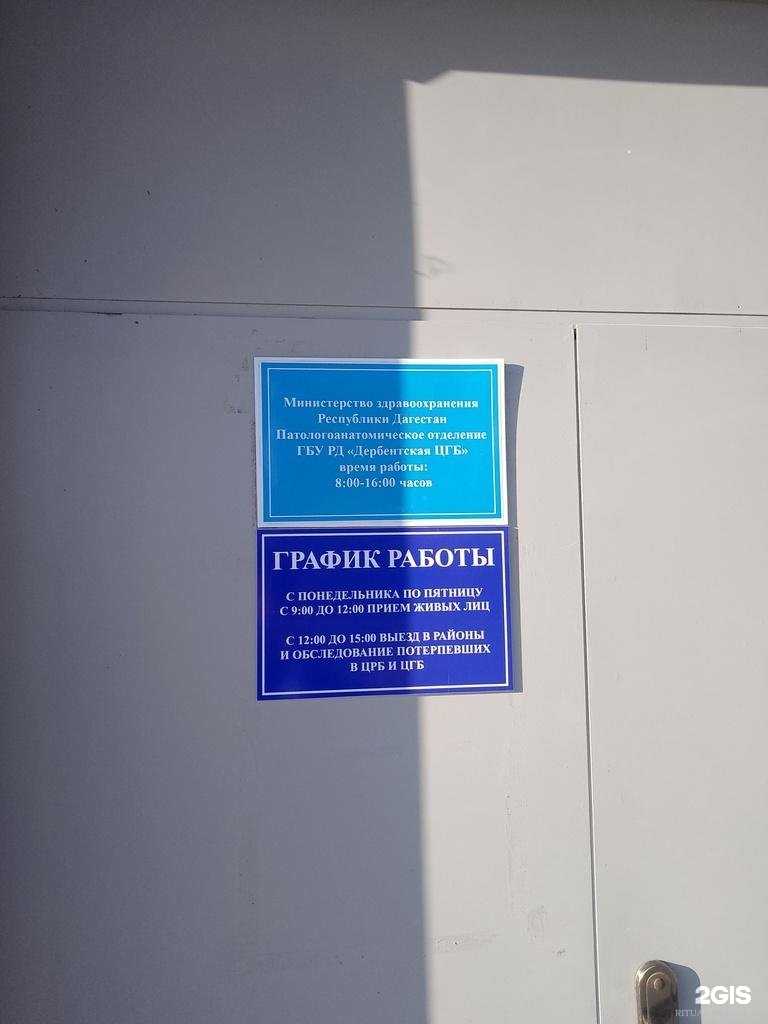 Министерство здравоохранения
Республики Дагестан
Патологоанатомическое отделение
ГБУ РД «Дербентская ЦГБ»
время работы:
8:00-16:00 часов
ГРАФИК РАБОТЫ
С ПОНЕДЕЛЬНИКА ПО ПЯТНИЦУ
С 9:00 ДО 12:00 ПРИЕМ ЖИВЫХ ЛИЦ
С 12:00 ДО 15:00 ВЫЕЗД В РАЙОНЫ
И ОБСЛЕДОВАНИЕ ПОТЕРПЕВШИХ
В ЦРБ И ЦГБ
2GIS